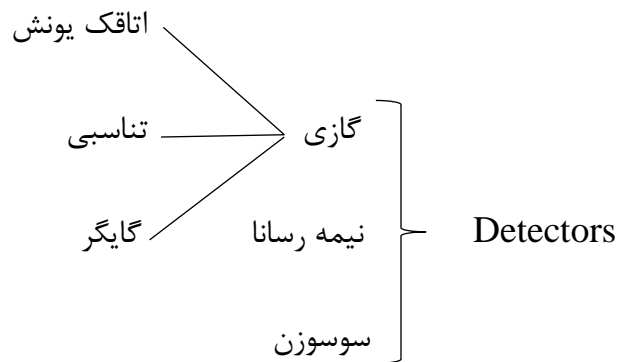 اتاقک یونش
گازی
تناسبی
نیمه رسانا
گایگر
Detectors
سوسوزن